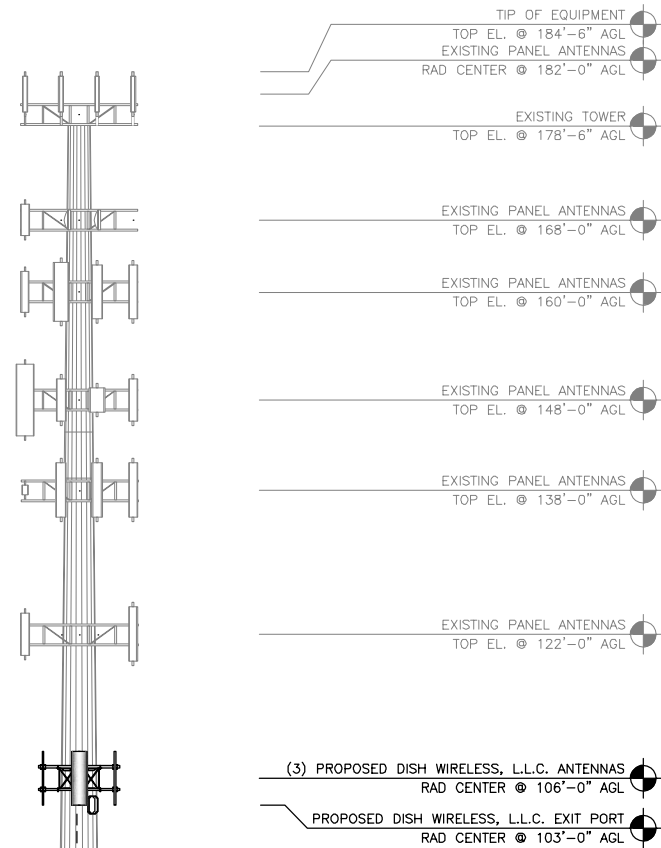 TIP OF EQUIPMENT
TOP EL. @ 184'-6" AGL
EXISTING PANEL ANTENNAS
RAD CENTER @ 182'-0" AGL
EXISTING TOWER
TOP EL. @ 178'-6" AGL
EXISTING PANEL ANTENNAS
TOP EL. @ 168'-0" AGL
EXISTING PANEL ANTENNAS
TOP EL. @ 160'-0" AGL
EXISTING PANEL ANTENNAS
TOP EL. @ 148'-0" AGL
EXISTING PANEL ANTENNAS
TOP EL. @ 138'-0" AGL
EXISTING PANEL ANTENNAS
TOP EL. @ 122'-0" AGL
(3) PROPOSED DISH WIRELESS, L.L.C. ANTENNAS
RAD CENTER @ 106'-0" AGL
PROPOSED DISH WIRELESS, L.L.C. EXIT PORT
RAD CENTER @ 103'-0" AGL